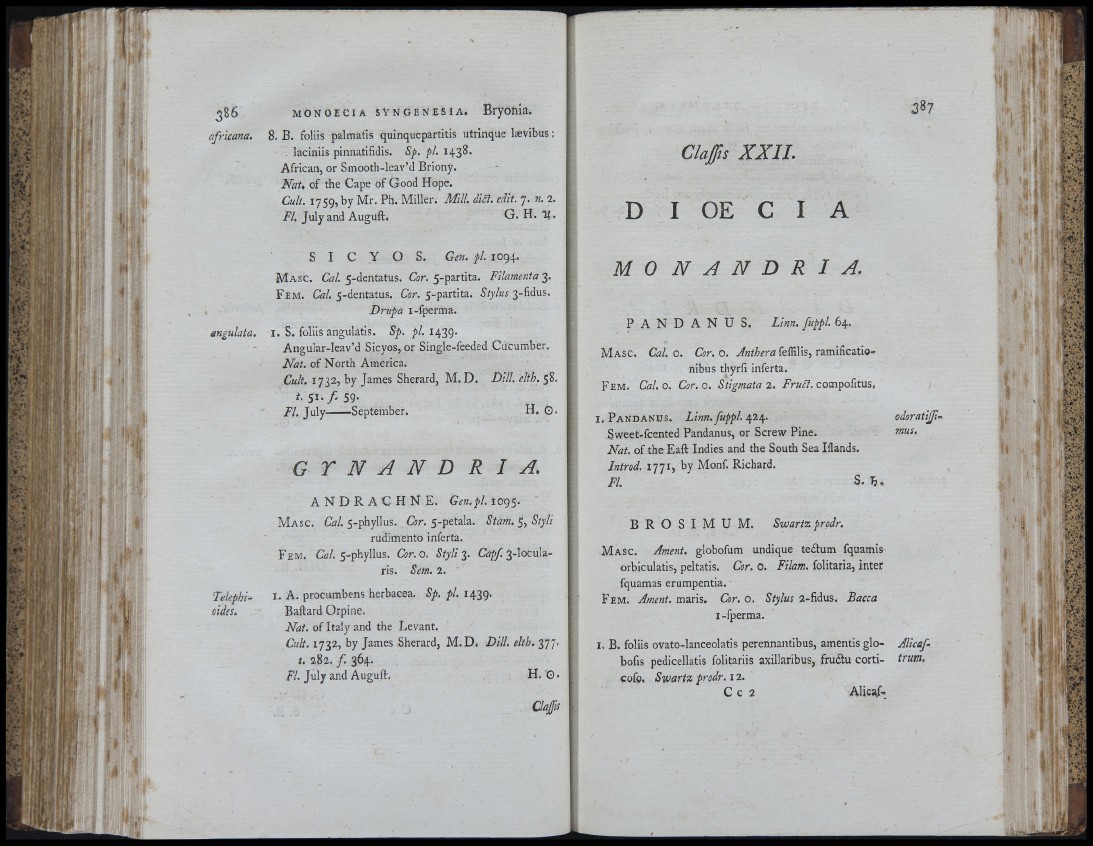 386 MONOECIA SYNGENESIA. Bryonia.
africana. 8. B. foliis palmatis quinquepartitis utrinque lævibus:
laciniis pinnatifidis. Sp. pl. 1438.
African, or Smooth-leav'd Briony.
Nat. of the Cape of Good Hope.
Cult. 1759, by Mr. Ph. Miller. Mill. dict. edit. 7. n. 2.
Fl. July and Auguſt. G. H. ♃.
SICYOS. Gen. pl. 1094.
MASC. Cal. 5-dentatus. Cor. 5-partita. Filamenta 3.
FEM. Cal. 5-dentatus. Cor. 5-partita. Stylus 3-fidus.
Drupa 1-ſperma.
angulata. 1. S. foliis angulatis. Sp. pl. 1439.
Angular-leav'd Sicyos, or Single-ſeeded Cucumber.
Nat. of North America.
Cult. 1732, by James Sherard, M.D. Dill. elth. 58.
t. 51. f. 59.
Fl. July——September. H. ☉.
GYNANDRIA.
ANDRACHNE. Gen. pl. 1095.
MASC. Cal. 5-phyllus. Cor. 5-petala. Stam. 5, Styli
rudimento inſerta.
FEM. Cal. 5-phyllus. Cor. 0. Styli 3. Capſ. 3-locula-
ris. Sem. 2.
Telephi- 1. A. procumbens herbacea. Sp. pl. 1439.
oides. Baſtard Orpine.
Nat. of Italy and the Levant.
Cult. 1732, by James Sherard, M.D. Dill. elth. 377.
t. 282. f. 364.
Fl. July and Auguſt. H. ☉.
Claſſis
387
Claſſis XXII.
DIOECIA
MONANDRIA.
PANDANUS. Linn. ſuppl. 64.
MASC. Cal. 0. Cor. 0. Anthera ſeſſilis, ramificatio-
nibus thyrſi inſerta.
FEM. Cal. 0. Cor. 0. Stigmata 2. Fruct. compoſitus.
1. PANDANUS. Linn. ſuppl. 424. odoratiſſi-
Sweet-ſcented Pandanus, or Screw Pine. mus.
Nat. of the Eaſt Indies and the South Sea Iſlands.
Introd. 1771, by Monſ. Richard.
Fl. S. ♄.
BROSIMUM. Swartz prodr.
MASC. Ament. globoſum undique tectum ſquamis
orbiculatis, peltatis. Cor. 0. Filam. ſolitaria, inter
ſquamas erumpentia.
FEM. Ament. maris. Cor. 0. Stylus 2-fidus. Bacca
1-ſperma.
1. B. foliis ovato-lanceolatis perennantibus, amentis glo- Alicaſ-
boſis pedicellatis ſolitariis axillaribus, fructu corti- trum.
coſo. Swartz prodr. 12.
Cc 2 Alicaſ-